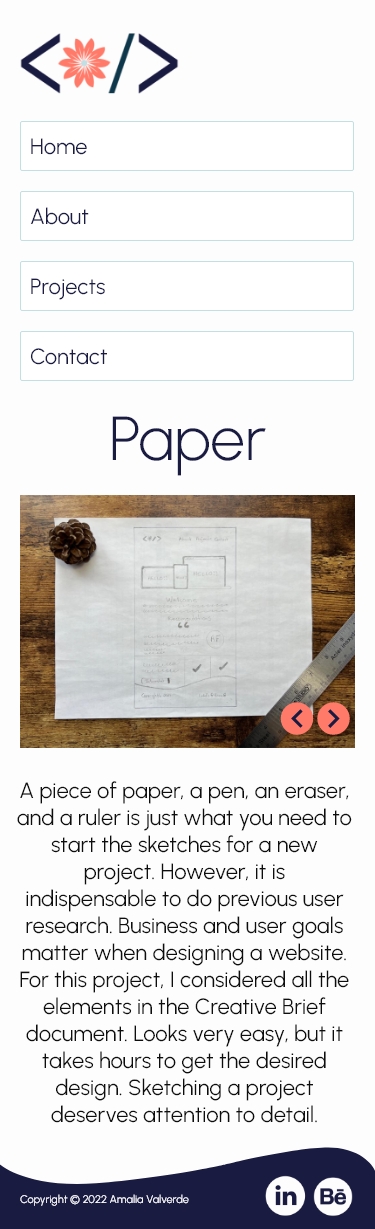 Home
About
Projects
Contact
Paper
A piece of paper, a pen, an eraser,
and a ruler is just what you need to
start the sketches for a new
project. However, it is
indispensable to do previous user
research. Business and user goals
matter when designing a website.
For this project, I considered all the
elements in the Creative Brief
document. Looks very easy, but it
takes hours to get the desired
design. Sketching a project
deserves attention to detail.
Copyright © 2022 Amalia Valverde
in
Bē